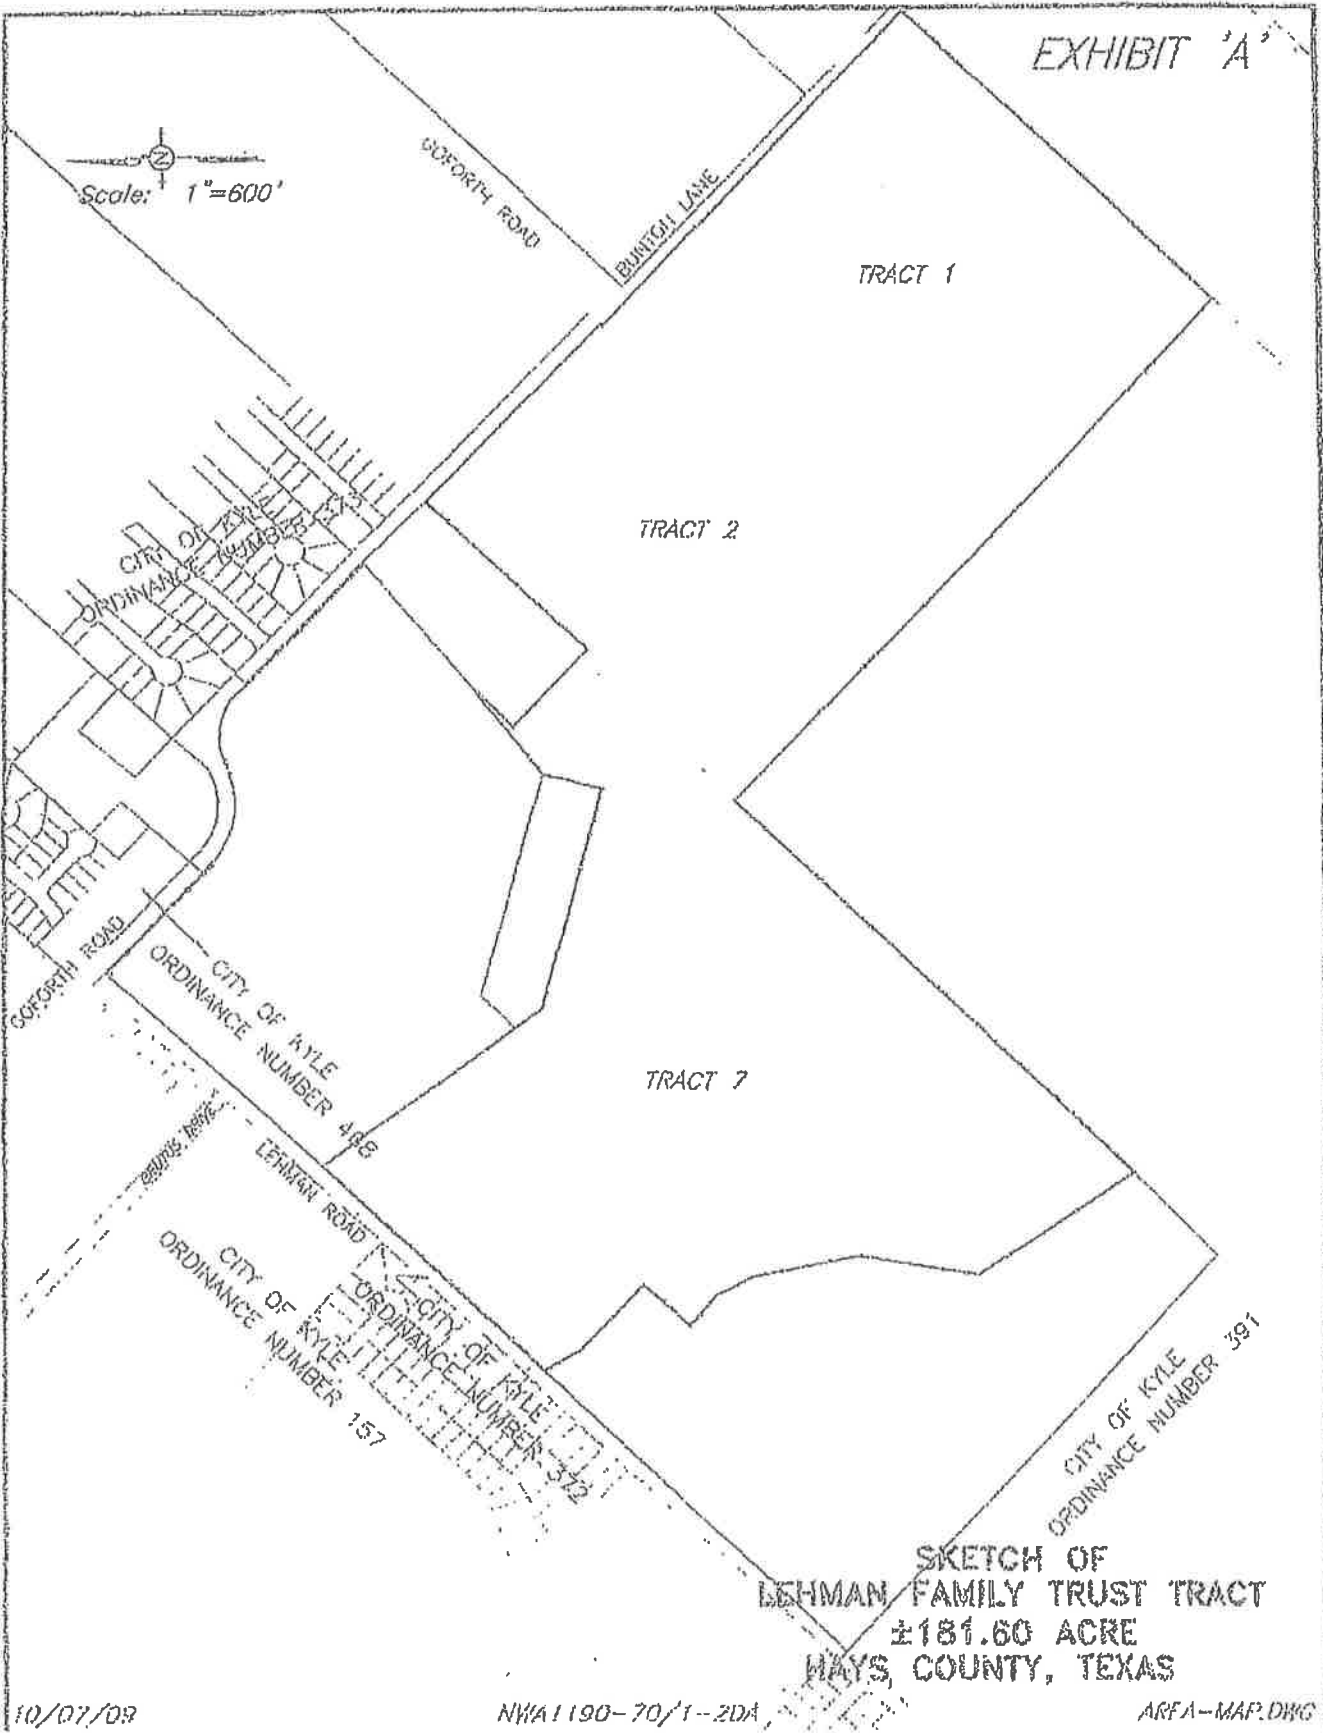 EXHIBIT 'A'
N
Scale: 1"=600'
GOFORTH ROAD
BUNTON LANE
TRACT 1
TRACT 2
CITY OF KYLE
ORDINANCE NUMBER 373
GOFORTH ROAD
CITY OF KYLE
ORDINANCE NUMBER 408
TRACT 7
LEHMAN ROAD
CITY OF KYLE
ORDINANCE NUMBER 157
CITY OF KYLE
ORDINANCE NUMBER 372
CITY OF KYLE
ORDINANCE NUMBER 391
SKETCH OF
LEHMAN FAMILY TRUST TRACT
±181.60 ACRE
HAYS COUNTY, TEXAS
10/07/09
NWA1190-70/1-2DA
AREA-MAP.DWG